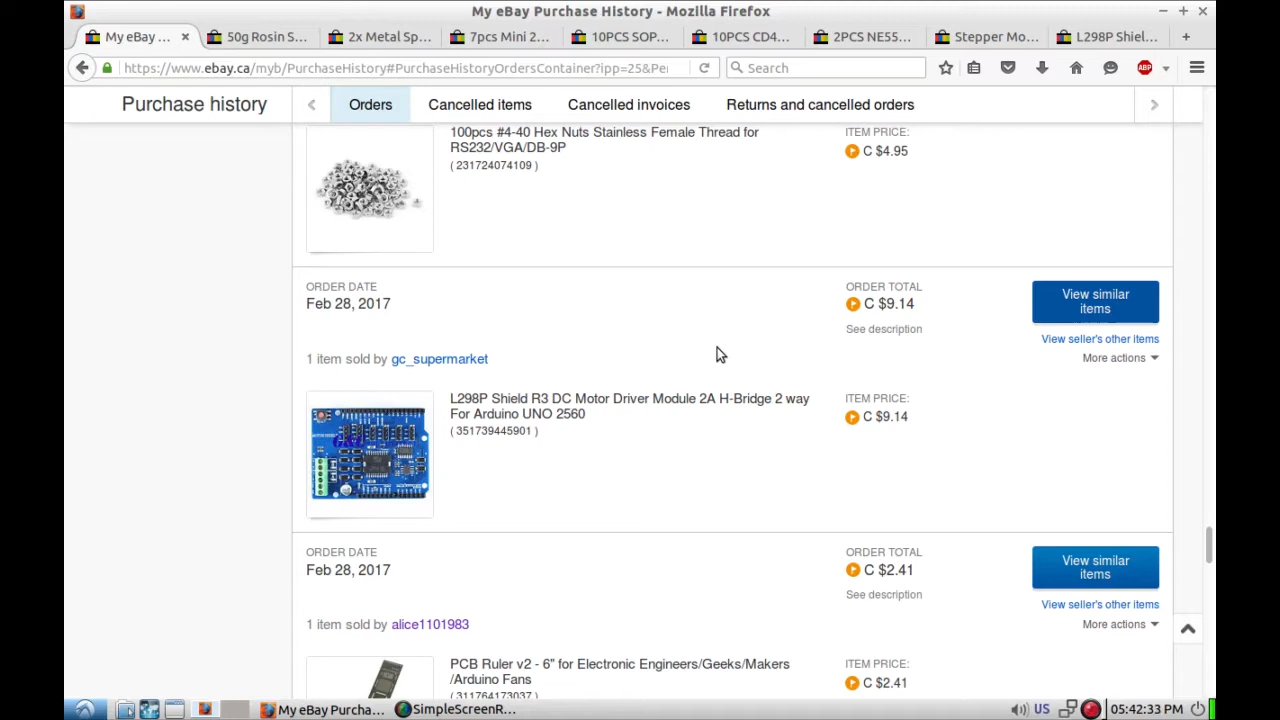 My eBay Purchase History - Mozilla Firefox
My eBay ...
50g Rosin S...
2x Metal Sp...
7pcs Mini 2...
10PCS SOP...
10PCS CD4...
2PCS NE55...
Stepper Mo...
L298P Shiel...
https://www.ebay.ca/myb/PurchaseHistory#PurchaseHistoryOrdersContainer?ipp=25&Pe
Search
ABP
Purchase history
Orders
Cancelled items
Cancelled invoices
Returns and cancelled orders
100pcs #4-40 Hex Nuts Stainless Female Thread for
RS232/VGA/DB-9P
( 231724074109 )
ITEM PRICE:
C $4.95
ORDER DATE
Feb 28, 2017
ORDER TOTAL
C $9.14
See description
View similar
items
View seller's other items
More actions
1 item sold by gc_supermarket
L298P Shield R3 DC Motor Driver Module 2A H-Bridge 2 way
For Arduino UNO 2560
( 351739445901 )
ITEM PRICE:
C $9.14
ORDER DATE
Feb 28, 2017
ORDER TOTAL
C $2.41
See description
View similar
items
View seller's other items
More actions
1 item sold by alice1101983
PCB Ruler v2 - 6" for Electronic Engineers/Geeks/Makers
/Arduino Fans
( 311764173037 )
ITEM PRICE:
C $2.41
My eBay Purcha...
SimpleScreenR...
US
05:42:33 PM